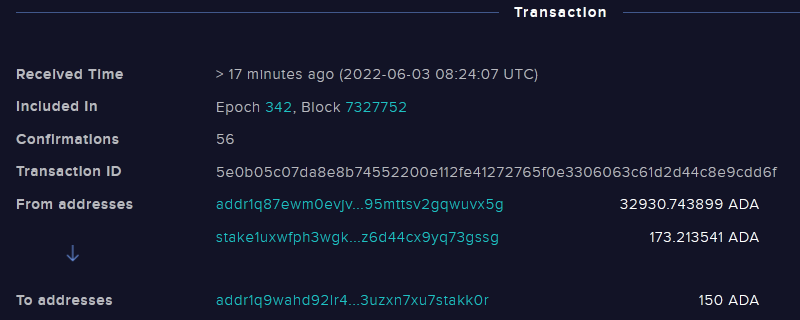 Transaction
Received Time > 17 minutes ago (2022-06-03 08:24:07 UTC)
Included In Epoch 342, Block 7327752
Confirmations 56
Transaction ID 5e0b05c07da8e8b74552200e112fe41272765f0e3306063c61d2d44c8e9cdd6f
From addresses addr1q87ewm0evjv...95mttsv2gqwuvx5g 32930.743899 ADA
stake1uxwfph3wgk...z6d44cx9yq73gssg 173.213541 ADA
↓
To addresses addr1q9wahd92lr4...3uzxn7xu7stakk0r 150 ADA